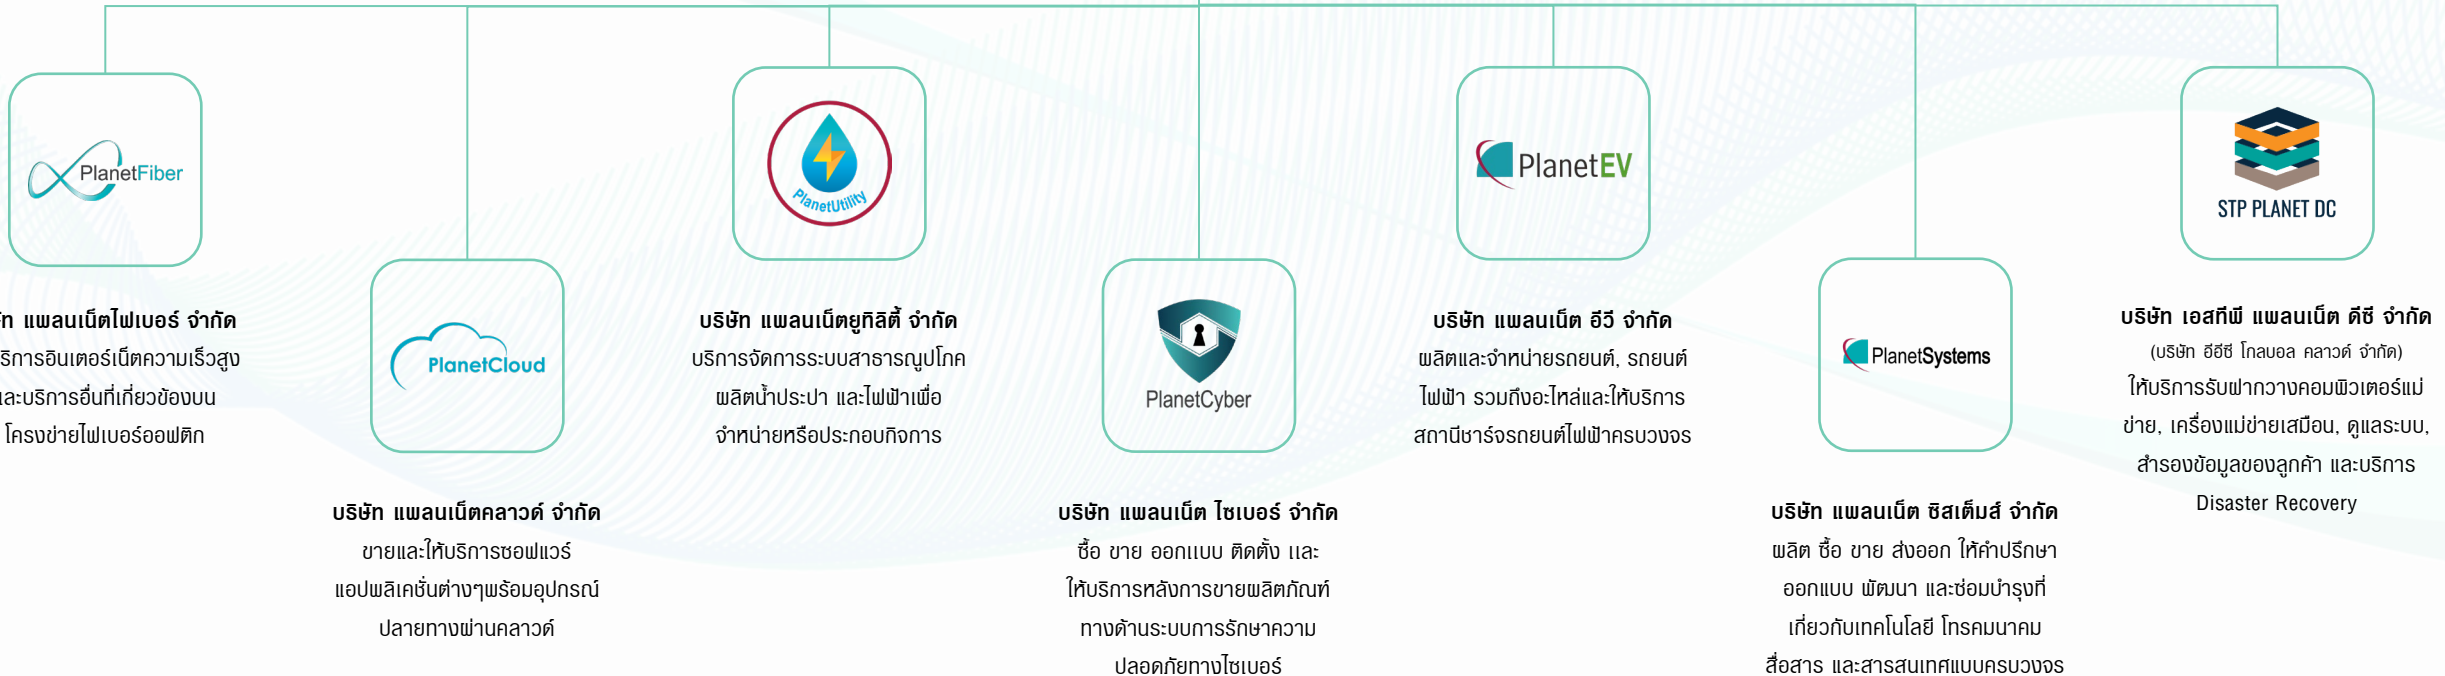 PlanetFiber
แพลนเน็ตไฟเบอร์ จำกัด
บริการอินเตอร์เน็ตความเร็วสูง
และบริการอื่นที่เกี่ยวข้องบน
โครงข่ายไฟเบอร์ออฟติก
PlanetCloud
บริษัท แพลนเน็ตคลาวด์ จำกัด
ขายและให้บริการซอฟแวร์
แอปพลิเคชั่นต่างๆพร้อมอุปกรณ์
ปลายทางผ่านคลาวด์
PlanetUtility
บริษัท แพลนเน็ตยูทิลิตี้ จำกัด
บริการจัดการระบบสาธารณูปโภค
ผลิตน้ำประปา และไฟฟ้าเพื่อ
จำหน่ายหรือประกอบกิจการ
PlanetCyber
บริษัท แพลนเน็ต ไซเบอร์ จำกัด
ซื้อ ขาย ออกแบบ ติดตั้ง และ
ให้บริการหลังการขายผลิตภัณฑ์
ทางด้านระบบการรักษาความ
ปลอดภัยทางไซเบอร์
PlanetEV
บริษัท แพลนเน็ต อีวี จำกัด
ผลิตและจำหน่ายรถยนต์, รถยนต์
ไฟฟ้า รวมถึงอะไหล่และให้บริการ
สถานีชาร์จรถยนต์ไฟฟ้าครบวงจร
PlanetSystems
บริษัท แพลนเน็ต ซิสเต็มส์ จำกัด
ผลิต ซื้อ ขาย ส่งออก ให้คำปรึกษา
ออกแบบ พัฒนา และซ่อมบำรุงที่
เกี่ยวกับเทคโนโลยี โทรคมนาคม
สื่อสาร และสารสนเทศแบบครบวงจร
STP PLANET DC
บริษัท เอสทีพี แพลนเน็ต ดีซี จำกัด
(บริษัท อีอีซี โกลบอล คลาวด์ จำกัด)
ให้บริการรับฝากวางคอมพิวเตอร์แม่
ข่าย, เครื่องแม่ข่ายเสมือน, ดูแลระบบ,
สำรองข้อมูลของลูกค้า และบริการ
Disaster Recovery